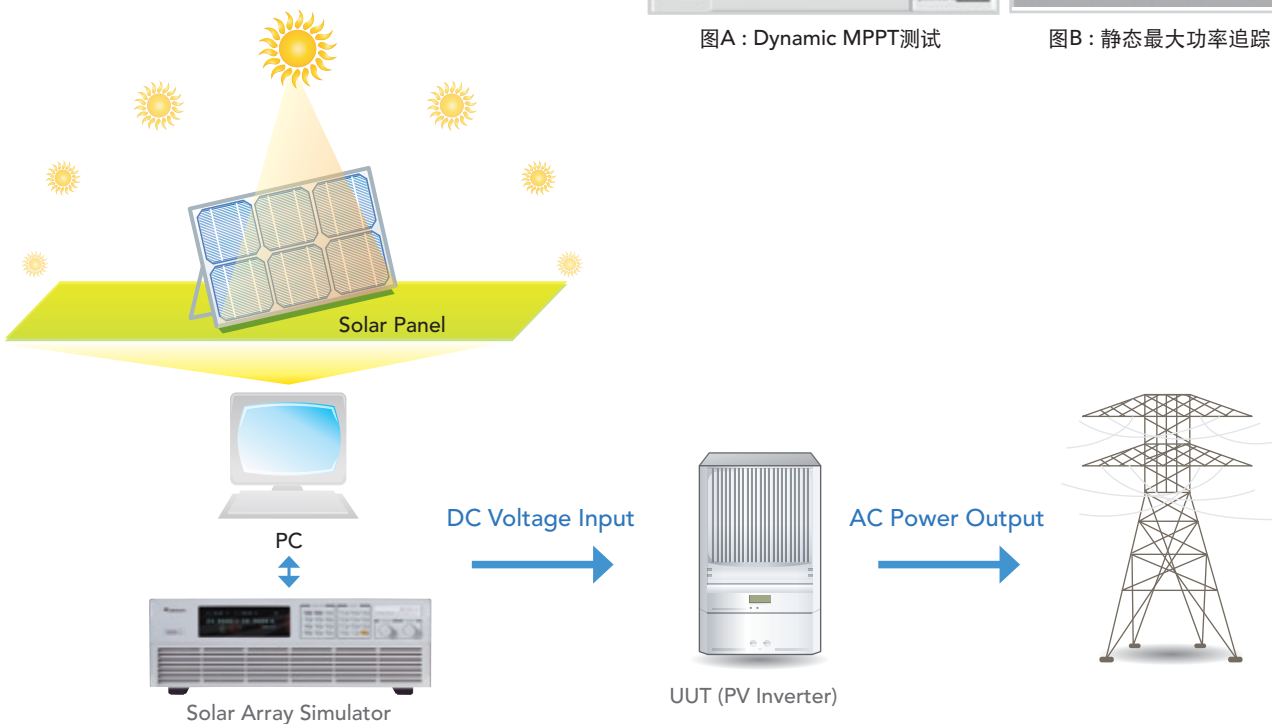 图A : Dynamic MPPT测试
图B : 静态最大功率追踪
Solar Panel
PC
DC Voltage Input
AC Power Output
Solar Array Simulator
UUT (PV Inverter)